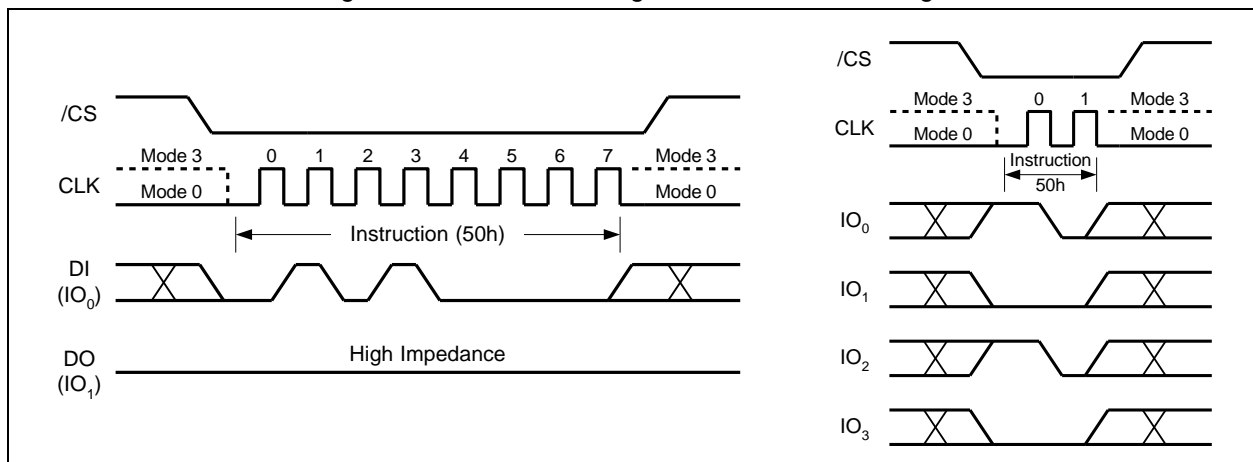 /CS
CLK
Mode 3
Mode 0
0 1 2 3 4 5 6 7
Mode 3
Mode 0
Instruction (50h)
DI
(IO0)
DO
(IO1)
High Impedance
/CS
CLK
Mode 3
Mode 0
0 1
Mode 3
Mode 0
Instruction
50h
IO0
IO1
IO2
IO3